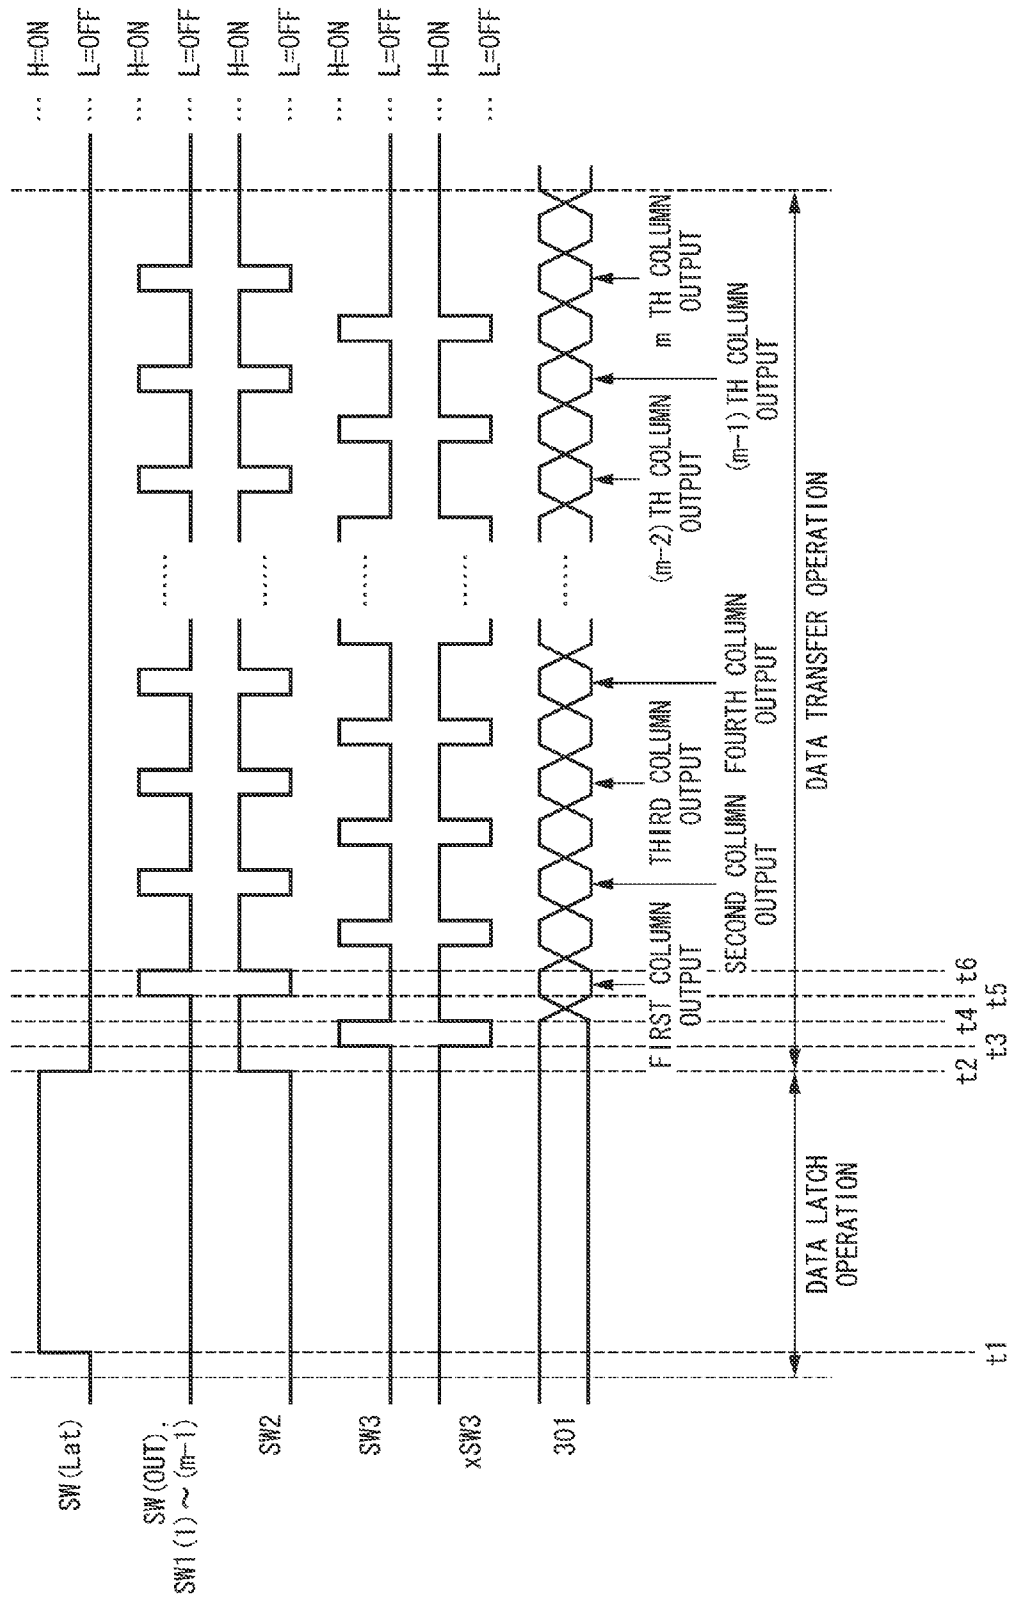 SW(Lat)
··· H=ON
··· L=OFF
SW(OUT),
SW1(1)～(m-1)
······
··· H=ON
··· L=OFF
SW2
······
··· H=ON
··· L=OFF
SW3
······
··· H=ON
··· L=OFF
xSW3
······
··· H=ON
··· L=OFF
301
······
FIRST COLUMN
OUTPUT
THIRD COLUMN
OUTPUT
(m-2)TH COLUMN
OUTPUT
m TH COLUMN
OUTPUT
SECOND COLUMN
OUTPUT
FOURTH COLUMN
OUTPUT
(m-1)TH COLUMN
OUTPUT
DATA LATCH
OPERATION
DATA TRANSFER OPERATION
t1
t2
t3
t4
t5
t6